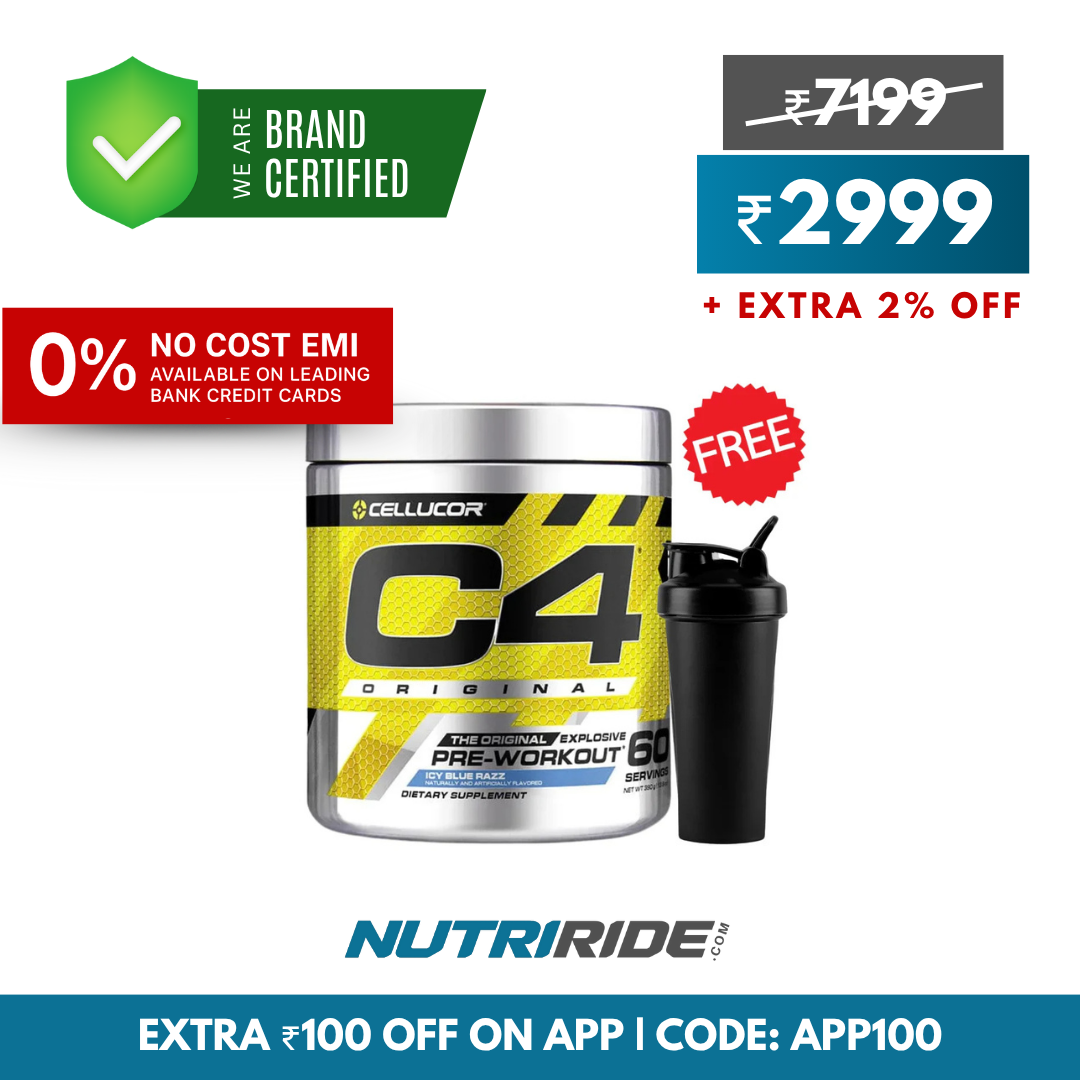 WE ARE
BRAND
CERTIFIED
₹7199
₹2999
+ EXTRA 2% OFF
0%
NO COST EMI
AVAILABLE ON LEADING
BANK CREDIT CARDS
FREE
CELLUCOR
C4
ORIGINAL
THE ORIGINAL EXPLOSIVE
PRE-WORKOUT
ICY BLUE RAZZ
NATURALLY AND ARTIFICIALLY FLAVORED
DIETARY SUPPLEMENT
60
SERVINGS
NET WT
NUTRIRIDE.COM
EXTRA ₹100 OFF ON APP | CODE: APP100